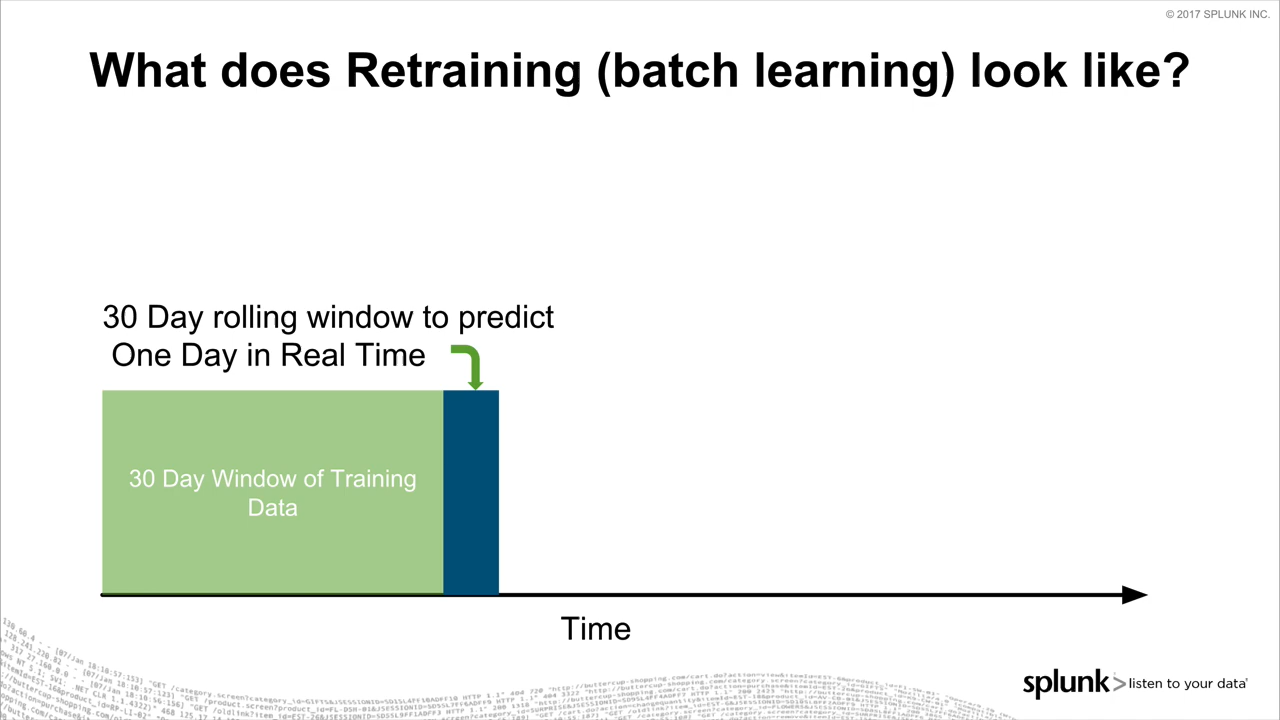 © 2017 SPLUNK INC.
What does Retraining (batch learning) look like?
30 Day rolling window to predict
One Day in Real Time
30 Day Window of Training
Data
Time
splunk> listen to your data